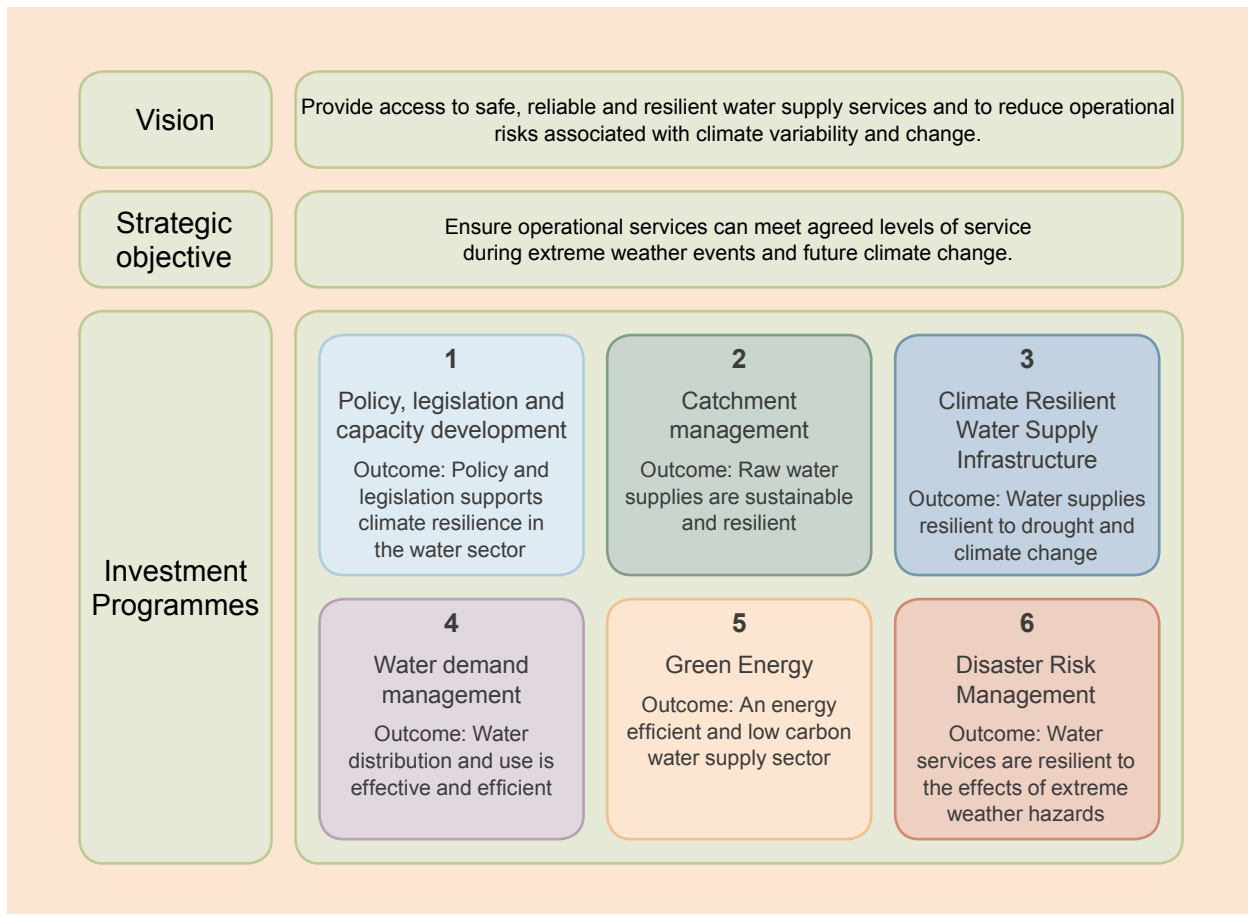 Vision
Provide access to safe, reliable and resilient water supply services and to reduce operational
risks associated with climate variability and change.
Strategic
objective
Ensure operational services can meet agreed levels of service
during extreme weather events and future climate change.
Investment
Programmes
1
Policy, legislation and
capacity development
Outcome: Policy and
legislation supports
climate resilience in
the water sector
2
Catchment
management
Outcome: Raw water
supplies are sustainable
and resilient
3
Climate Resilient
Water Supply
Infrastructure
Outcome: Water supplies
resilient to drought and
climate change
4
Water demand
management
Outcome: Water
distribution and use is
effective and efficient
5
Green Energy
Outcome: An energy
efficient and low carbon
water supply sector
6
Disaster Risk
Management
Outcome: Water
services are resilient to
the effects of extreme
weather hazards